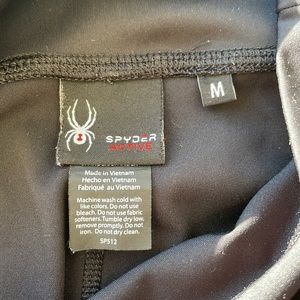 M
SPYDER
ACTIVE
Made in Vietnam
Hecho en Vietnam
Fabriqué au Vietnam
Machine wash cold with
like colors. Do not use
bleach. Do not use fabric
softeners. Tumble dry low,
remove promptly. Do not
iron. Do not dry clean.
SP512